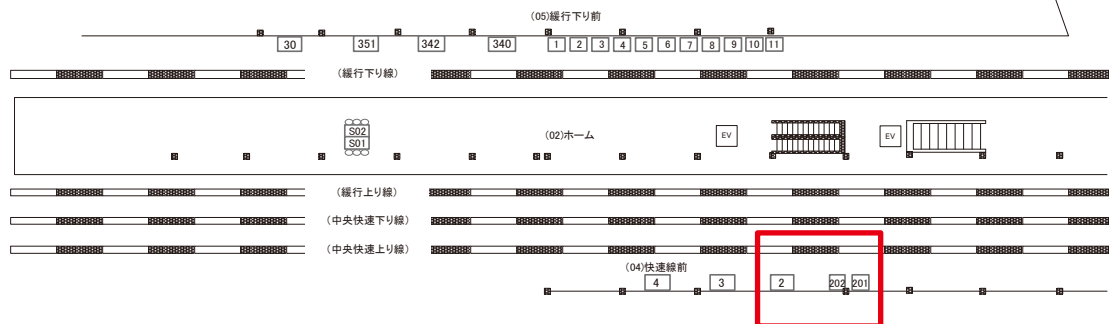 (05)緩行下り前
30 351 342 340 1 2 3 4 5 6 7 8 9 10 11
(緩行下り線)
S02
S01
(02)ホーム
EV
EV
(緩行上り線)
(中央快速下り線)
(中央快速上り線)
(04)快速線前
4 3 2 202 201